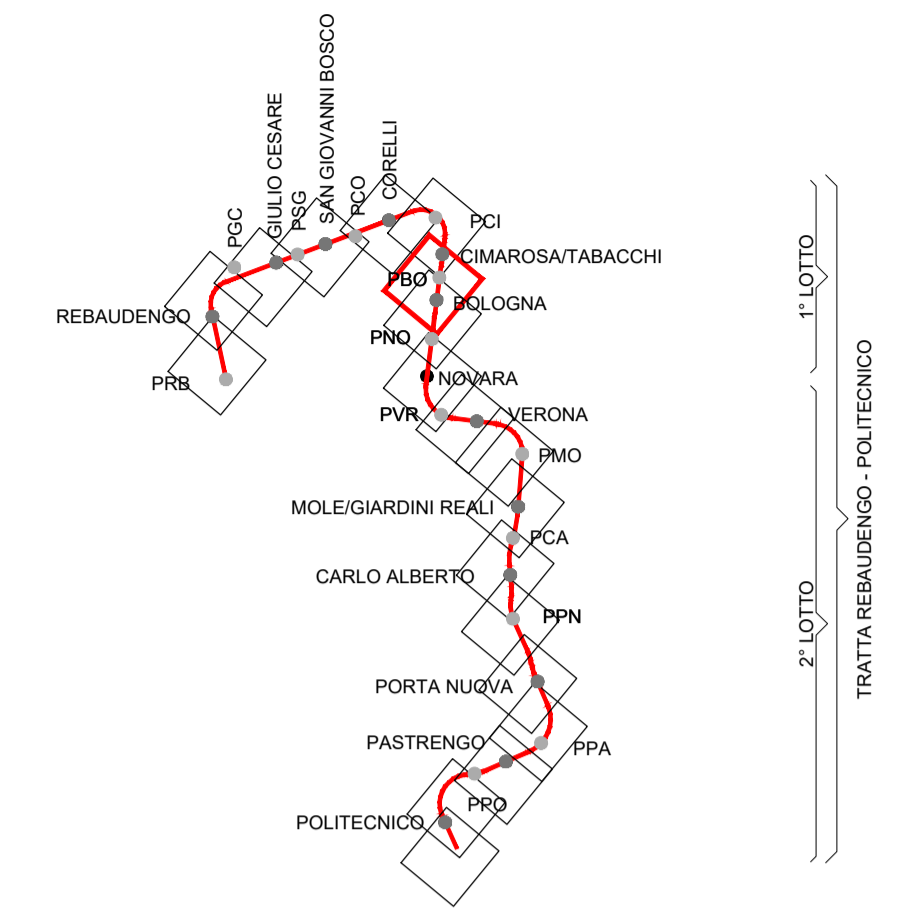 SAN GIOVANNI BOSCO
GIULIO CESARE
CORELLI
PCO
PSG
PGC
PCI
CIMAROSA/TABACCHI
PBO
BOLOGNA
REBAUDENGO
PNO
PRB
NOVARA
PVR
VERONA
PMO
MOLE/GIARDINI REALI
PCA
CARLO ALBERTO
PPN
PORTA NUOVA
PASTRENGO
PPA
PPO
POLITECNICO
1° LOTTO
2° LOTTO
TRATTA REBAUDENGO - POLITECNICO